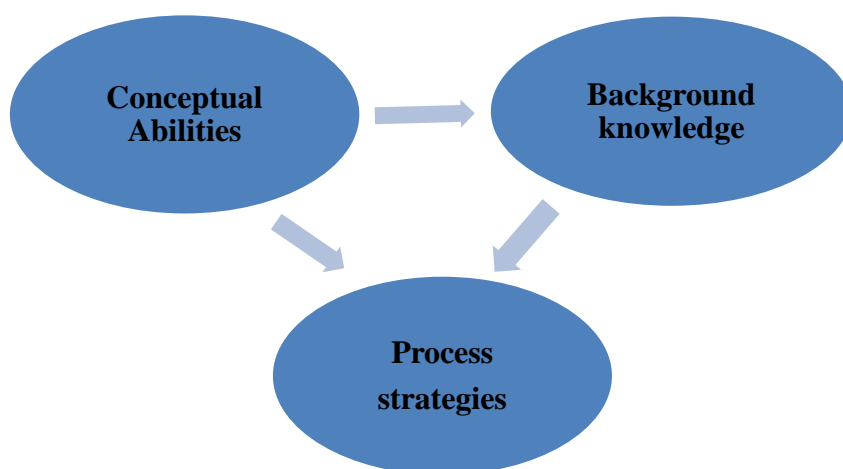 Conceptual
Abilities
Background
knowledge
Process
strategies